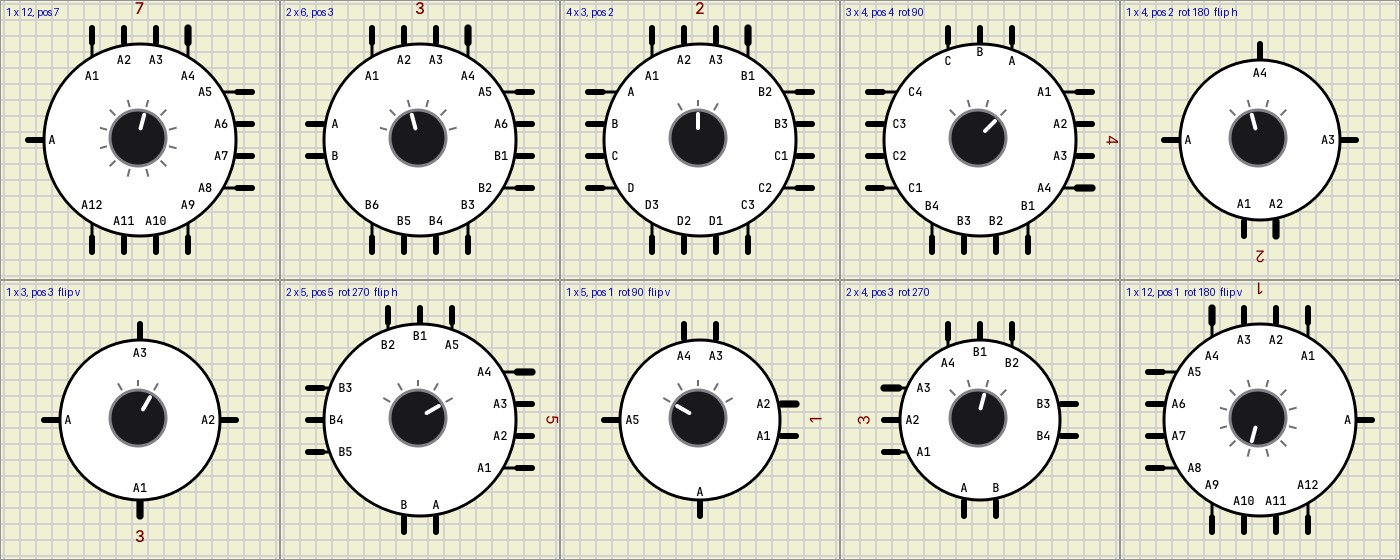 1 x 12, pos 7
7
A1 A2 A3 A4 A5 A6 A7 A8 A9 A10 A11 A12 A
2 x 6, pos 3
3
A1 A2 A3 A4 A5 A6 B1 B2 B3 B4 B5 B6 B A
4 x 3, pos 2
2
A1 A2 A3 B1 B2 B3 C1 C2 C3 D1 D2 D3 D C B A
3 x 4, pos 4 rot 90
4
C B A A1 A2 A3 A4 B1 B2 B3 B4 C1 C2 C3 C4
1 x 4, pos 2 rot 180 flip h
2
A4 A3 A2 A1 A
1 x 3, pos 3 flip v
3
A3 A2 A1 A
2 x 5, pos 5 rot 270 flip h
5
B2 B1 A5 A4 A3 A2 A1 A B B5 B4 B3
1 x 5, pos 1 rot 90 flip v
1
A4 A3 A2 A1 A A5
2 x 4, pos 3 rot 270
3
A4 B1 B2 B3 B4 B A A1 A2 A3
1 x 12, pos 1 rot 180 flip v
1
A4 A3 A2 A1 A A12 A11 A10 A9 A8 A7 A6 A5